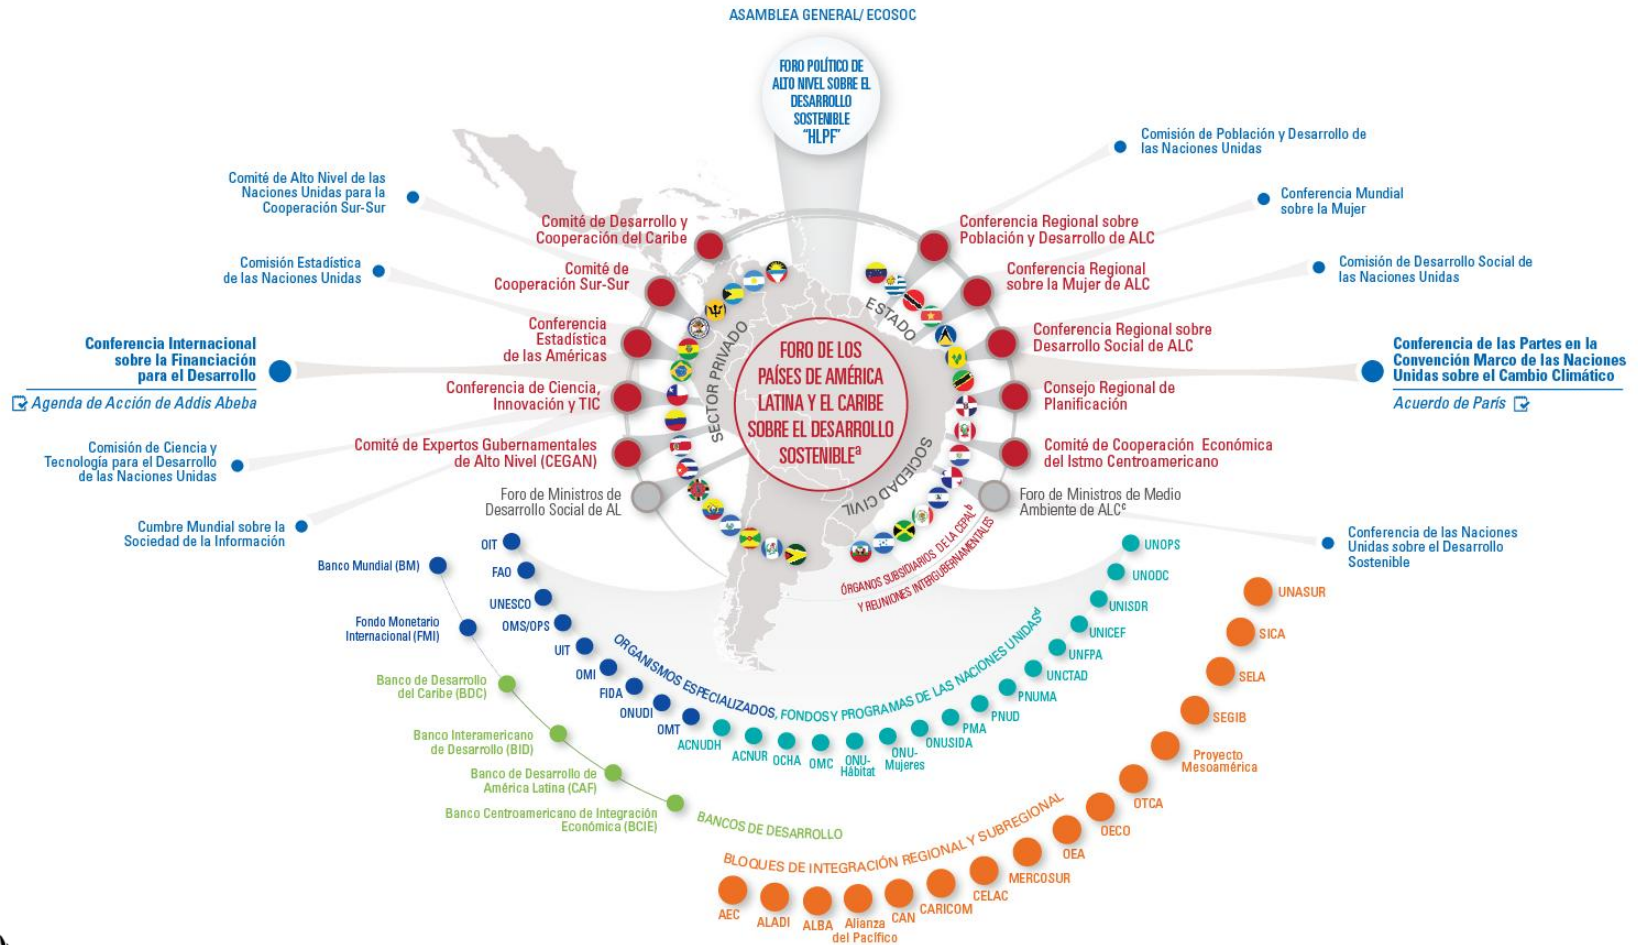 ASAMBLEA GENERAL/ ECOSOC
FORO POLÍTICO DE
ALTO NIVEL SOBRE EL
DESARROLLO
SOSTENIBLE
“HLPF”
Comité de Alto Nivel de las
Naciones Unidas para la
Cooperación Sur-Sur
Comisión Estadística
de las Naciones Unidas
Conferencia Internacional
sobre la Financiación
para el Desarrollo
Agenda de Acción de Addis Abeba
Comisión de Ciencia y
Tecnología para el Desarrollo
de las Naciones Unidas
Cumbre Mundial sobre la
Sociedad de la Información
Comité de Desarrollo y
Cooperación del Caribe
Comité de
Cooperación Sur-Sur
Conferencia
Estadística
de las Américas
Conferencia de Ciencia,
Innovación y TIC
Comité de Expertos Gubernamentales
de Alto Nivel (CEGAN)
Foro de Ministros de
Desarrollo Social de AL
SECTOR PRIVADO
ESTADO
SOCIEDAD CIVIL
FORO DE LOS
PAÍSES DE AMÉRICA
LATINA Y EL CARIBE
SOBRE EL DESARROLLO
SOSTENIBLEª
Conferencia Regional sobre
Población y Desarrollo de ALC
Conferencia Regional
sobre la Mujer de ALC
Conferencia Regional sobre
Desarrollo Social de ALC
Consejo Regional de
Planificación
Comité de Cooperación Económica
del Istmo Centroamericano
Foro de Ministros de Medio
Ambiente de ALCᶜ
ÓRGANOS SUBSIDIARIOS DE LA CEPALᵇ
Y REUNIONES INTERGUBERNAMENTALES
Comisión de Población y Desarrollo de
las Naciones Unidas
Conferencia Mundial
sobre la Mujer
Comisión de Desarrollo Social de
las Naciones Unidas
Conferencia de las Partes en la
Convención Marco de las Naciones
Unidas sobre el Cambio Climático
Acuerdo de París
Conferencia de las Naciones
Unidas sobre el Desarrollo
Sostenible
OIT
FAO
UNESCO
OMS/OPS
UIT
OMI
FIDA
ONUDI
OMT
ACNUDH
ACNUR
OCHA
OMC
ONU-
Hábitat
ONU-
Mujeres
ONUSIDA
PMA
PNUD
PNUMA
UNCTAD
UNFPA
UNICEF
UNISDR
UNODC
UNOPS
ORGANISMOS ESPECIALIZADOS, FONDOS Y PROGRAMAS DE LAS NACIONES UNIDASᵈ
Banco Mundial (BM)
Fondo Monetario
Internacional (FMI)
Banco de Desarrollo
del Caribe (BDC)
Banco Interamericano
de Desarrollo (BID)
Banco de Desarrollo de
América Latina (CAF)
Banco Centroamericano de Integración
Económica (BCIE)
BANCOS DE DESARROLLO
BLOQUES DE INTEGRACIÓN REGIONAL Y SUBREGIONAL
AEC
ALADI
ALBA
Alianza
del Pacífico
CAN
CARICOM
CELAC
MERCOSUR
OEA
OECO
OTCA
Proyecto
Mesoamérica
SEGIB
SELA
SICA
UNASUR